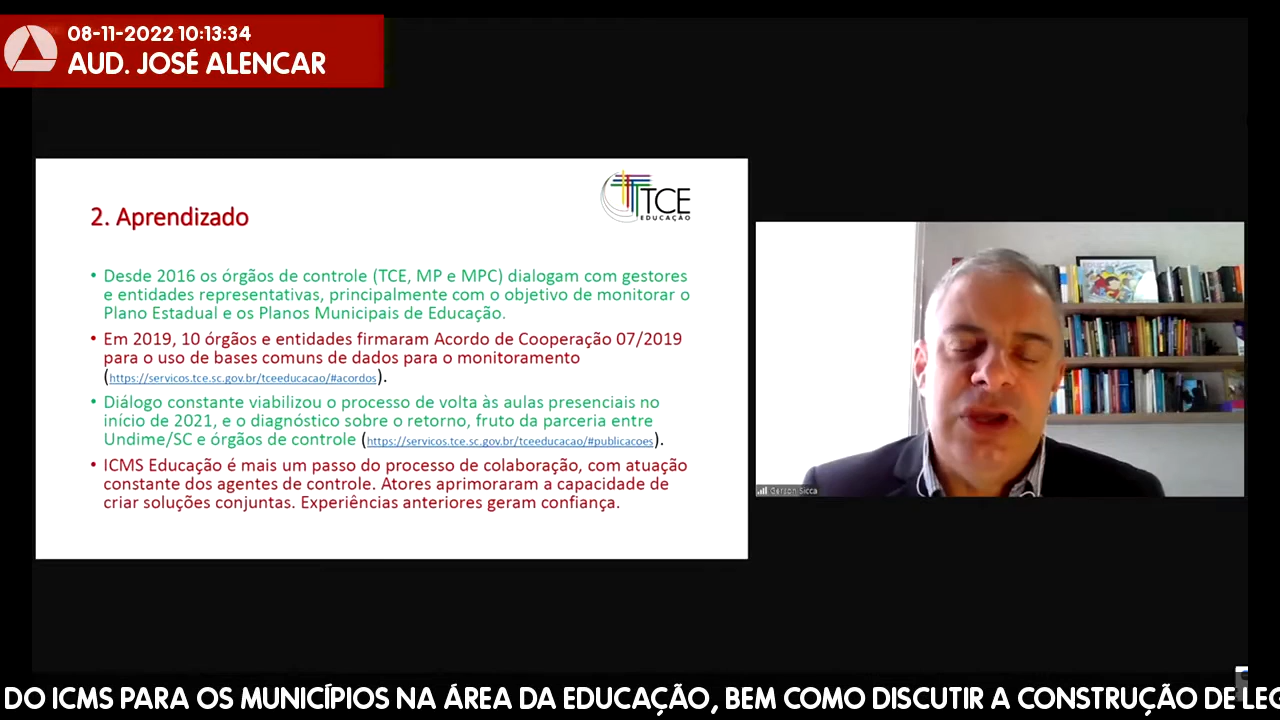 08-11-2022 10:13:34
AUD. JOSÉ ALENCAR
TCE
EDUCAÇÃO
2. Aprendizado
• Desde 2016 os órgãos de controle (TCE, MP e MPC) dialogam com gestores
e entidades representativas, principalmente com o objetivo de monitorar o
Plano Estadual e os Planos Municipais de Educação.
• Em 2019, 10 órgãos e entidades firmaram Acordo de Cooperação 07/2019
para o uso de bases comuns de dados para o monitoramento
(https://servicos.tce.sc.gov.br/tceeducacao/#acordos).
• Diálogo constante viabilizou o processo de volta às aulas presenciais no
início de 2021, e o diagnóstico sobre o retorno, fruto da parceria entre
Undime/SC e órgãos de controle (https://servicos.tce.sc.gov.br/tceeducacao/#publicacoes).
• ICMS Educação é mais um passo do processo de colaboração, com atuação
constante dos agentes de controle. Atores aprimoraram a capacidade de
criar soluções conjuntas. Experiências anteriores geram confiança.
Gerson Sicca
DO ICMS PARA OS MUNICÍPIOS NA ÁREA DA EDUCAÇÃO, BEM COMO DISCUTIR A CONSTRUÇÃO DE LEG